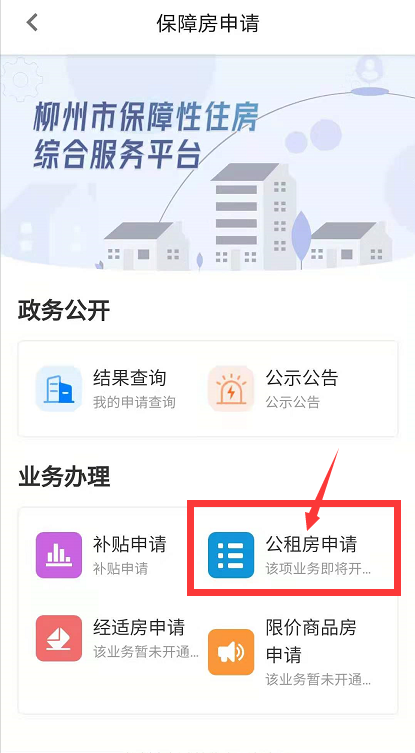 保障房申请
柳州市保障性住房
综合服务平台
政务公开
结果查询
我的申请查询
公示公告
公示公告
业务办理
补贴申请
补贴申请
公租房申请
该项业务即将开...
经适房申请
该业务暂未开通...
限价商品房
申请
该业务暂未开通...